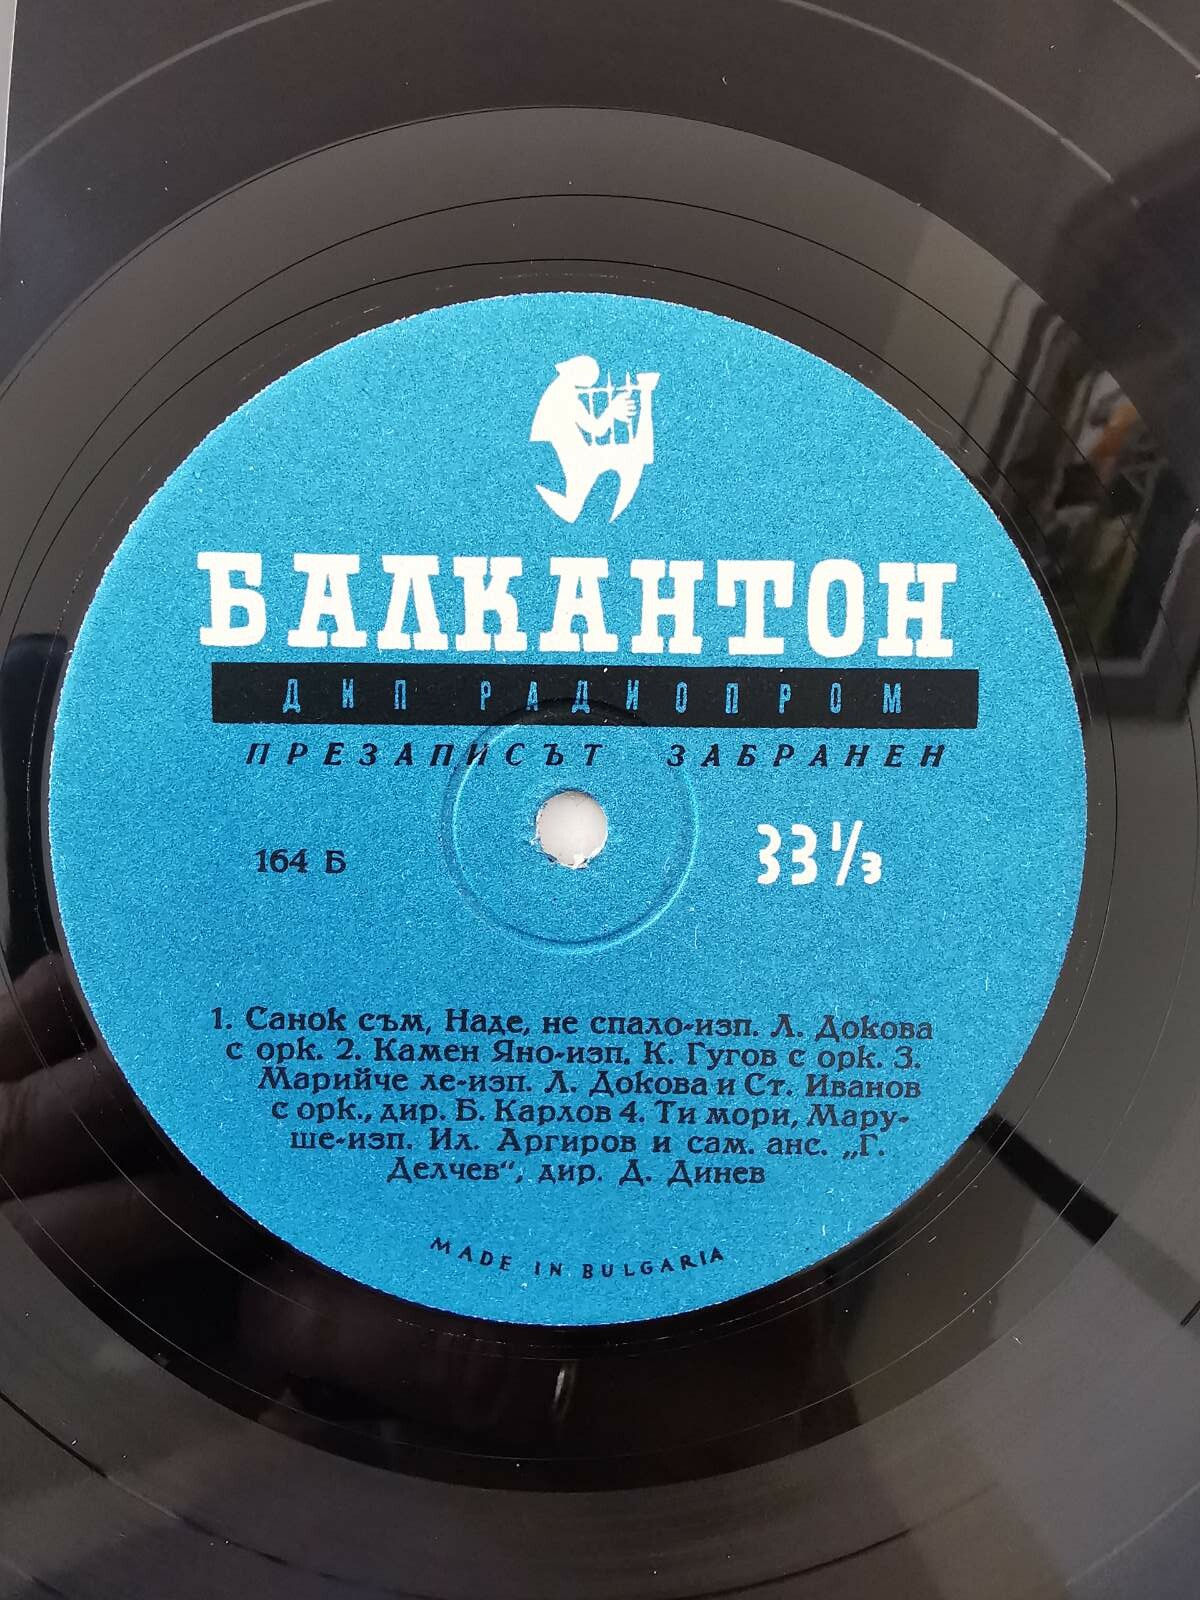 БАЛКАНТОН
ДИП РАДИОПРОМ
ПРЕЗАПИСЪТ ЗАБРАНЕН
164 Б 33 1/3
1. Санок съм, Наде, не спало-изп. Л. Докова
с орк. 2. Камен Яно-изп. К. Гугов с орк. 3.
Марийче ле-изп. Л. Докова и Ст. Иванов
с орк., дир. Б. Карлов 4. Ти мори, Мару-
ше-изп. Ил. Аргиров и сам. анс. „Г.
Делчев“, дир. Д. Динев
MADE IN BULGARIA